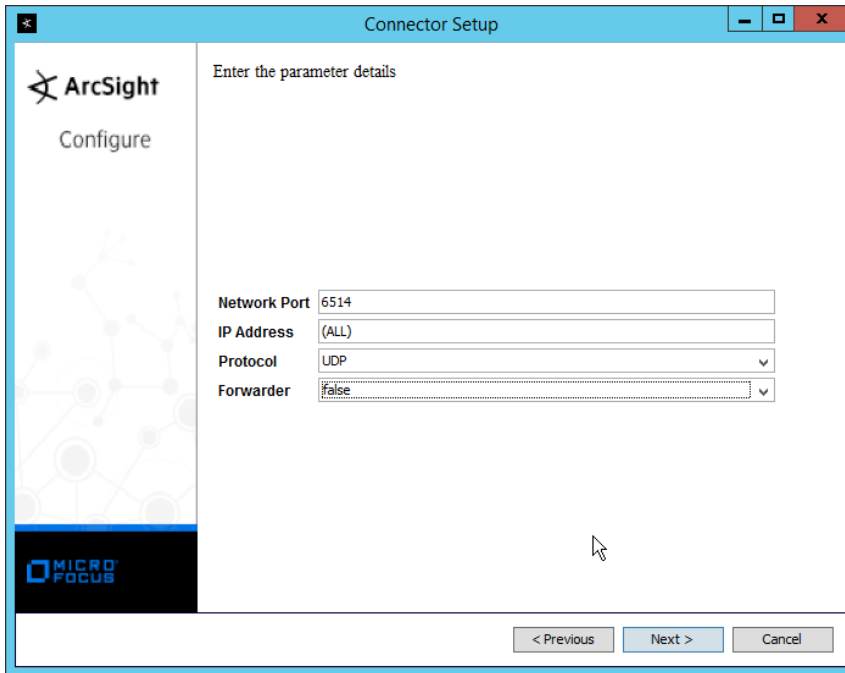 Connector Setup
ArcSight
Configure
Enter the parameter details
Network Port 6514
IP Address (ALL)
Protocol UDP
Forwarder false
MICRO
FOCUS
< Previous Next > Cancel